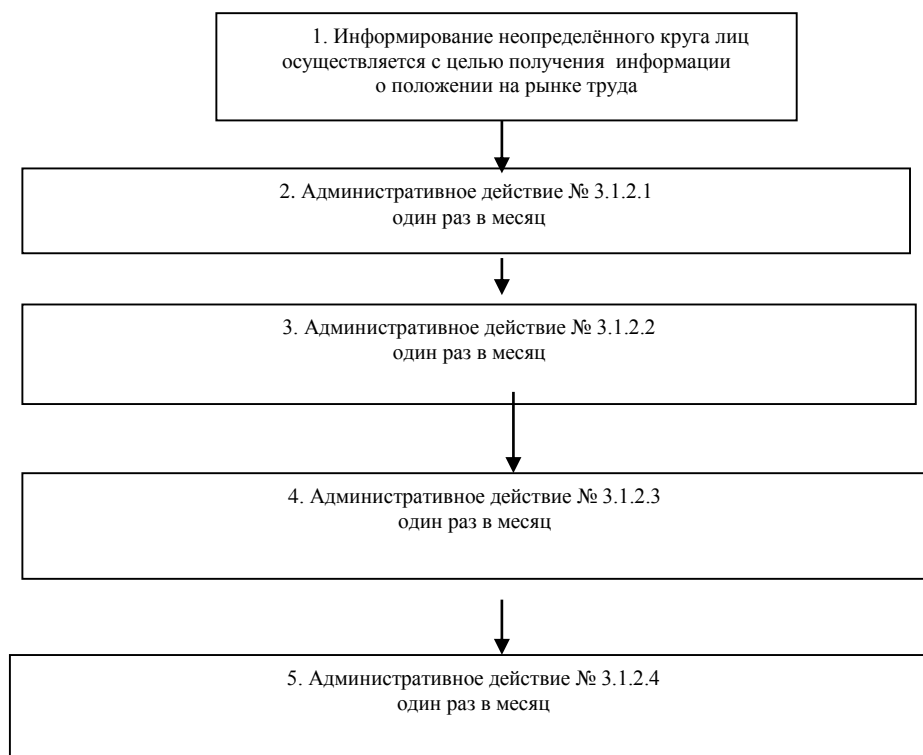 1. Информирование неопределённого круга лиц
осуществляется с целью получения информации
о положении на рынке труда
2. Административное действие № 3.1.2.1
один раз в месяц
3. Административное действие № 3.1.2.2
один раз в месяц
4. Административное действие № 3.1.2.3
один раз в месяц
5. Административное действие № 3.1.2.4
один раз в месяц